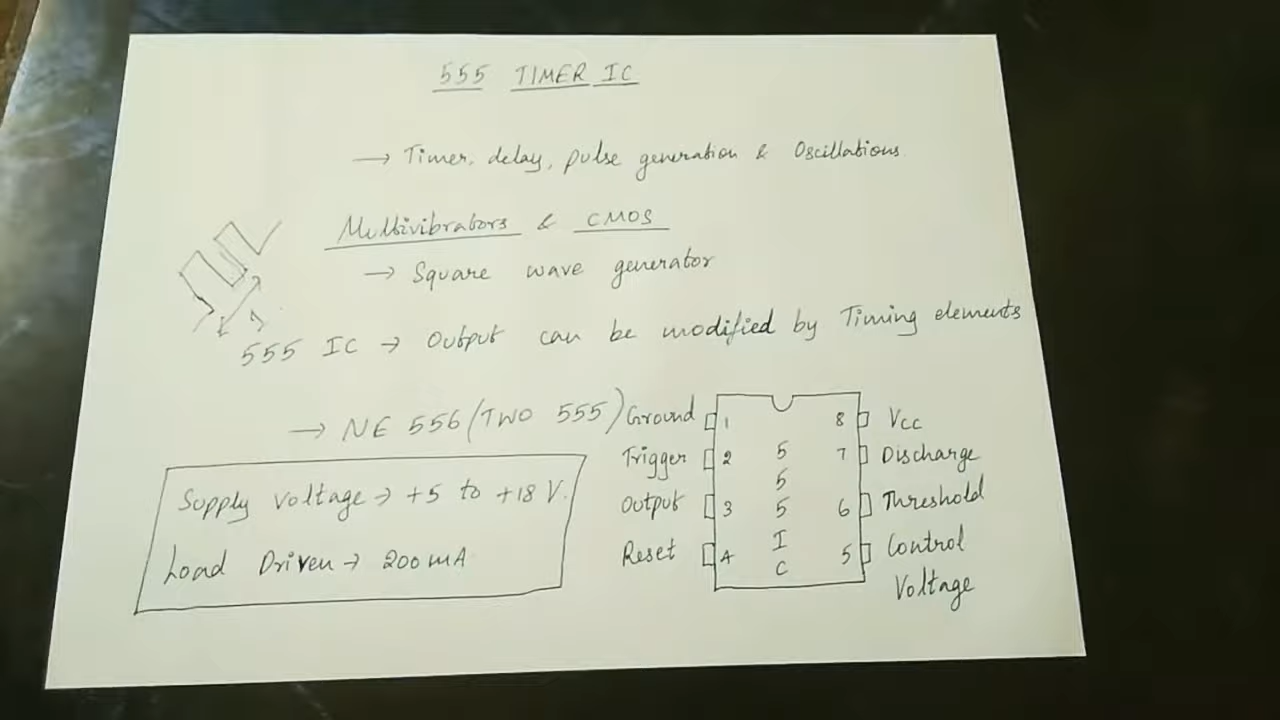 555 TIMER IC
→ Timer, delay, pulse generation & Oscillations.
Multivibrators & CMOS
→ Square wave generator
555 IC → Output can be modified by Timing elements
→ NE 556 (TWO 555)
Supply voltage → +5 to +18 V.
Load Driven → 200 mA
Ground 1 8 Vcc
Trigger 2 5 7 Discharge
5
Output 3 5 6 Threshold
Reset 4 I 5 Control
C Voltage